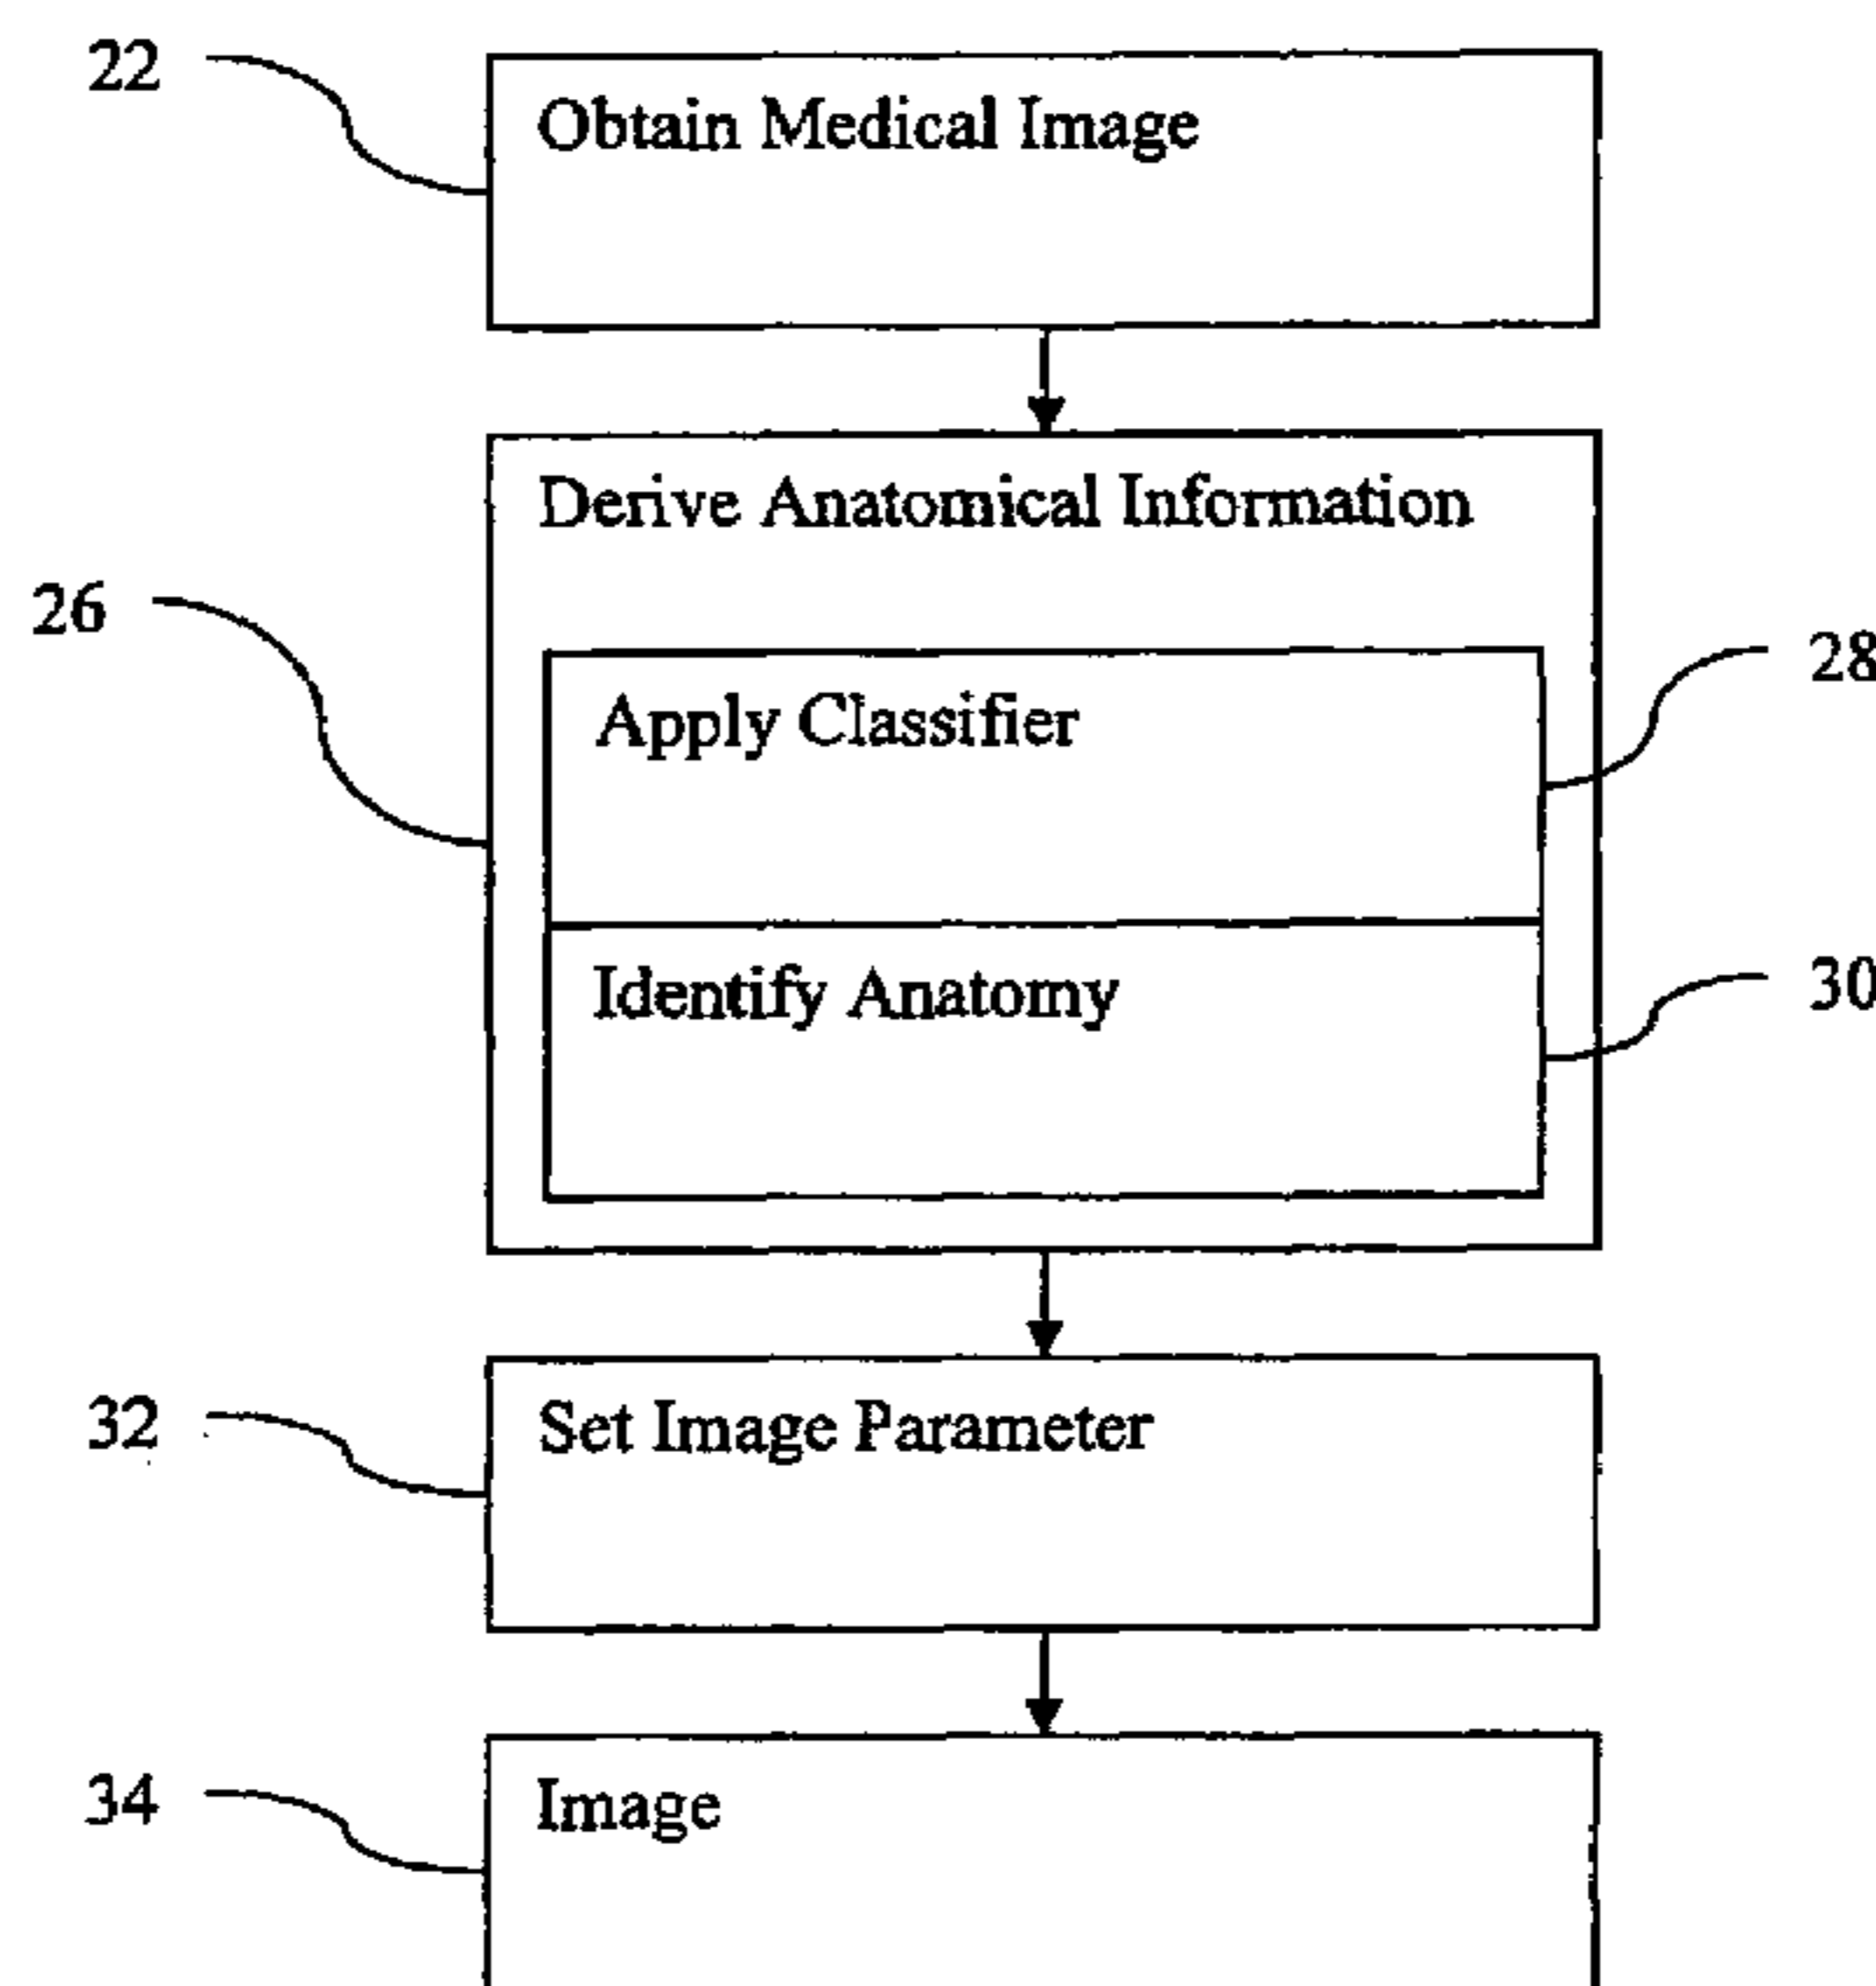 22
Obtain Medical Image
Derive Anatomical Information
26
28
Apply Classifier
30
Identify Anatomy
32
Set Image Parameter
34
Image